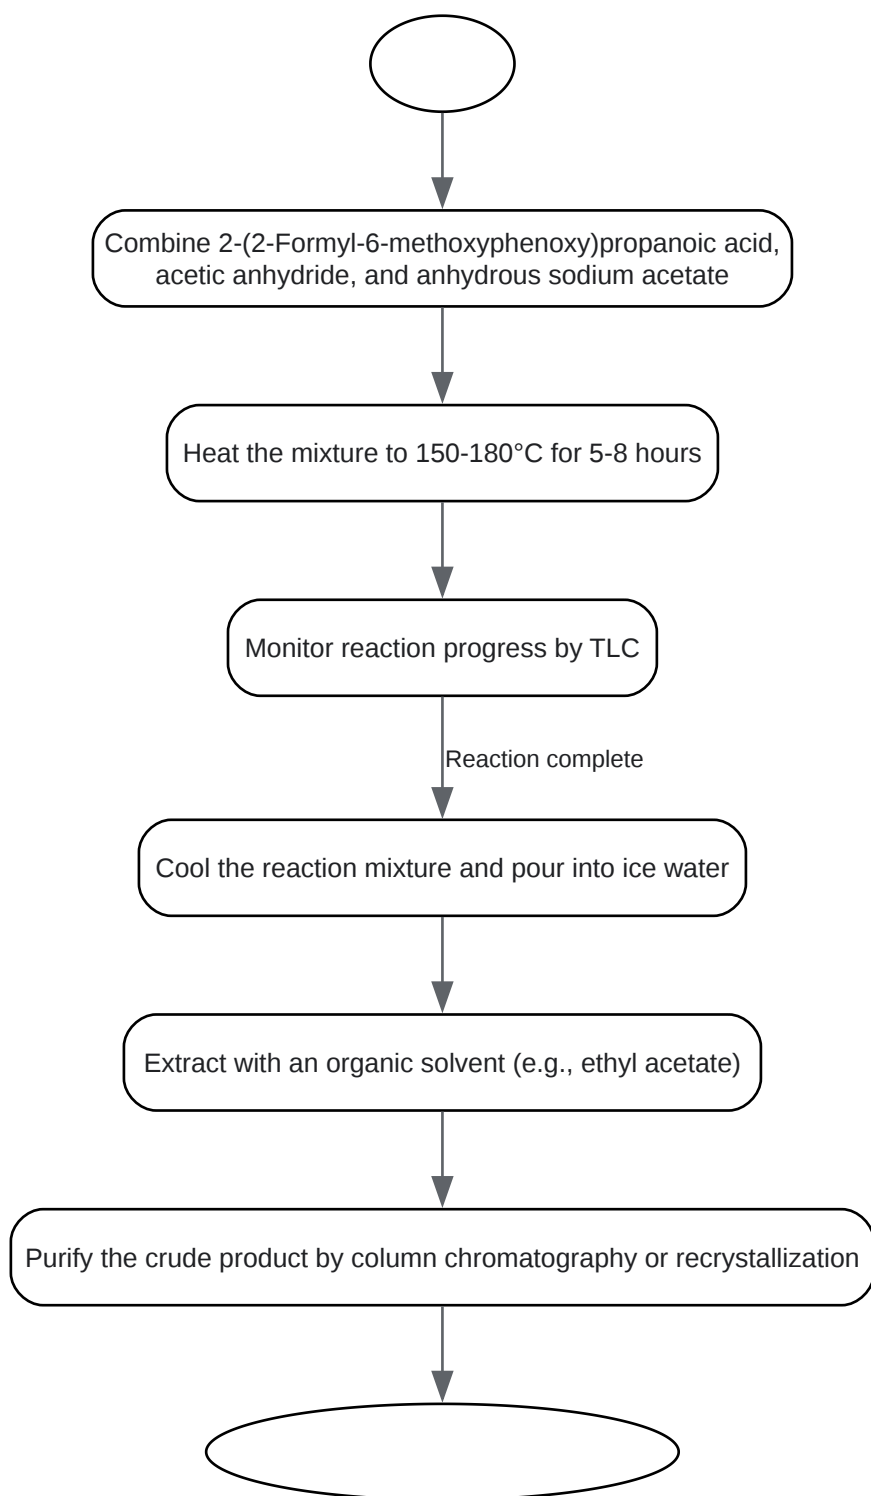 Combine 2-(2-Formyl-6-methoxyphenoxy)propanoic acid,
acetic anhydride, and anhydrous sodium acetate
Heat the mixture to 150-180°C for 5-8 hours
Monitor reaction progress by TLC
Reaction complete
Cool the reaction mixture and pour into ice water
Extract with an organic solvent (e.g., ethyl acetate)
Purify the crude product by column chromatography or recrystallization